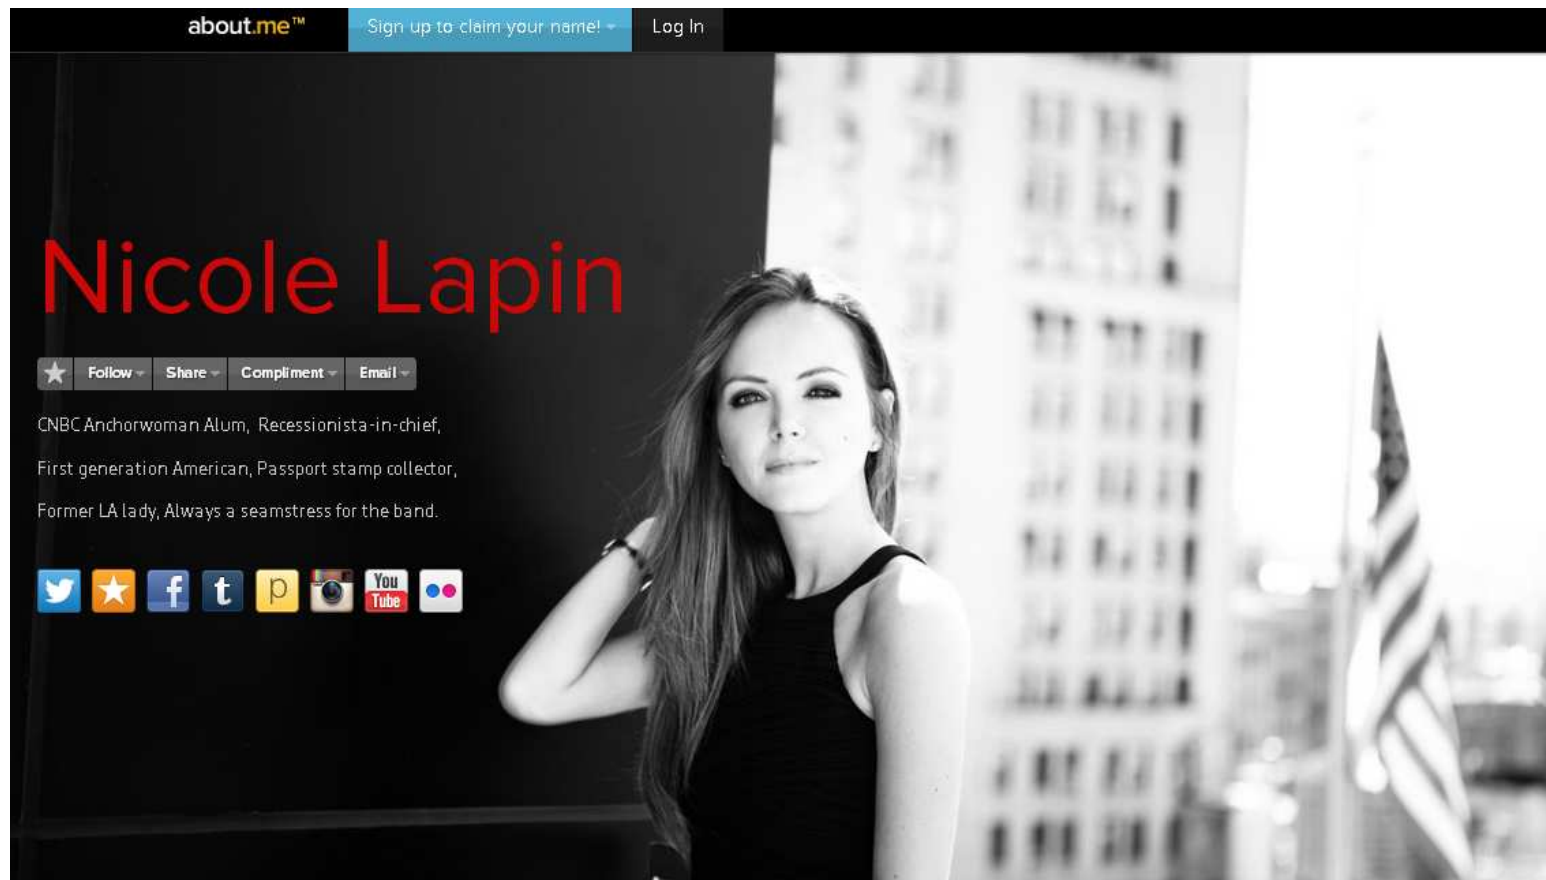 about.me™ Sign up to claim your name! Log In
Nicole Lapin
Follow Share Compliment Email
CNBC Anchorwoman Alum, Recessionista-in-chief,
First generation American, Passport stamp collector,
Former LA lady, Always a seamstress for the band.
t p You Tube